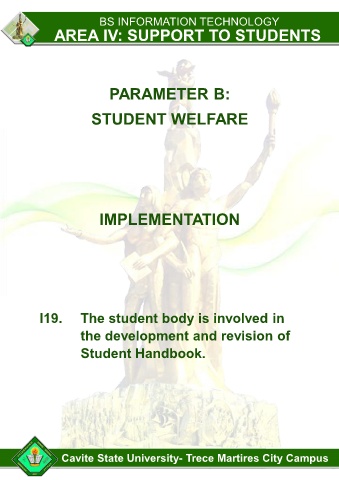 BS INFORMATION TECHNOLOGY
AREA IV: SUPPORT TO STUDENTS
PARAMETER B:
STUDENT WELFARE
IMPLEMENTATION
I19. The student body is involved in
the development and revision of
Student Handbook.
Cavite State University- Trece Martires City Campus